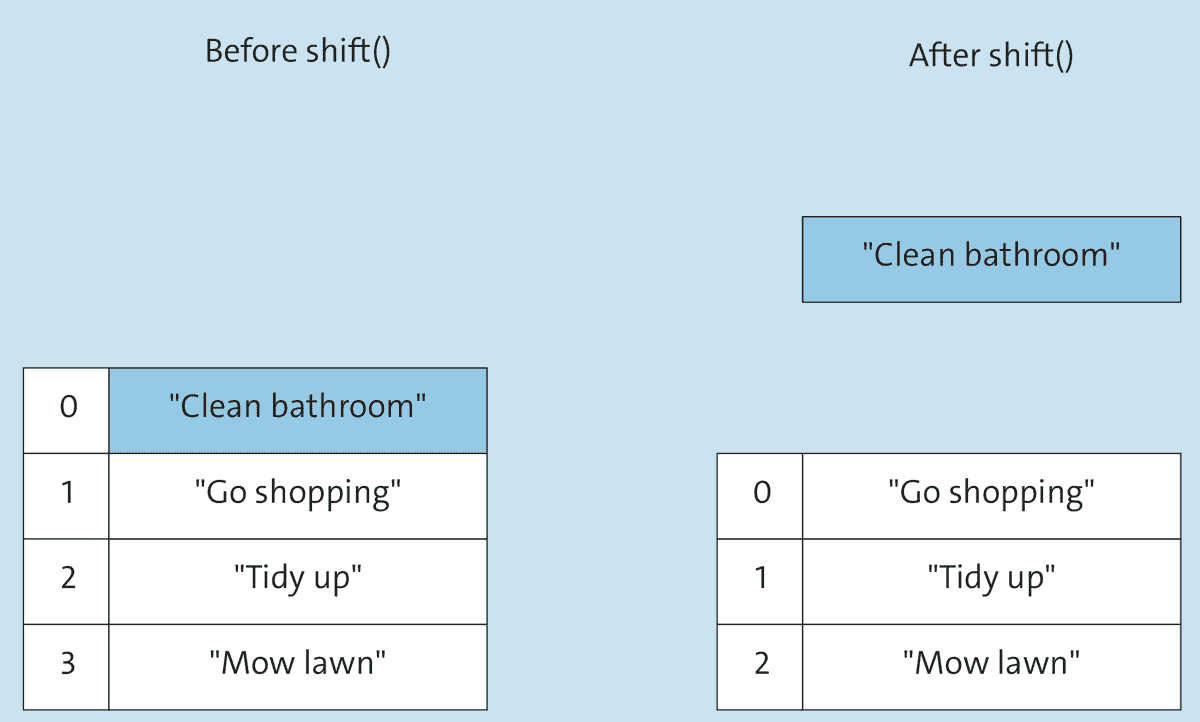 Before shift()
After shift()
"Clean bathroom"
0 "Clean bathroom"
1 "Go shopping"
2 "Tidy up"
3 "Mow lawn"
0 "Go shopping"
1 "Tidy up"
2 "Mow lawn"